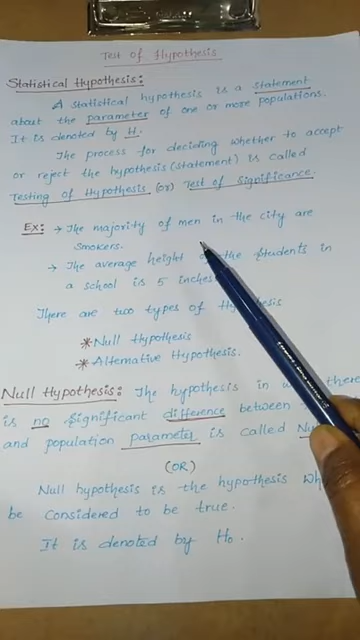 Test of Hypothesis
Statistical Hypothesis:
A statistical hypothesis is a statement
about the parameter of one or more populations.
It is denoted by H.
The process for deciding whether to accept
or reject the hypothesis (statement) is called
Testing of Hypothesis (or) Test of Significance.
Ex: → The majority of men in the city are
smokers.
→ The average height the students in
a school is 5 inches
There are two types of
* Null Hypothesis
* Alternative Hypothesis.
Null Hypothesis: The hypothesis in there
is no significant difference between
and population parameter is called
(OR)
Null hypothesis is the hypothesis
be considered to be true.
It is denoted by H₀.